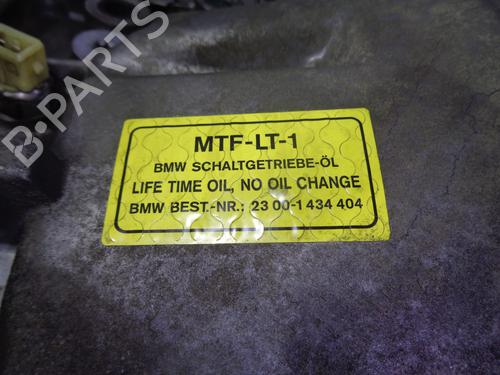 MTF-LT-1
BMW SCHALTGETRIEBE-ÖL
LIFE TIME OIL, NO OIL CHANGE
BMW BEST.-NR.: 23 00-1 434 404
B-PARTS